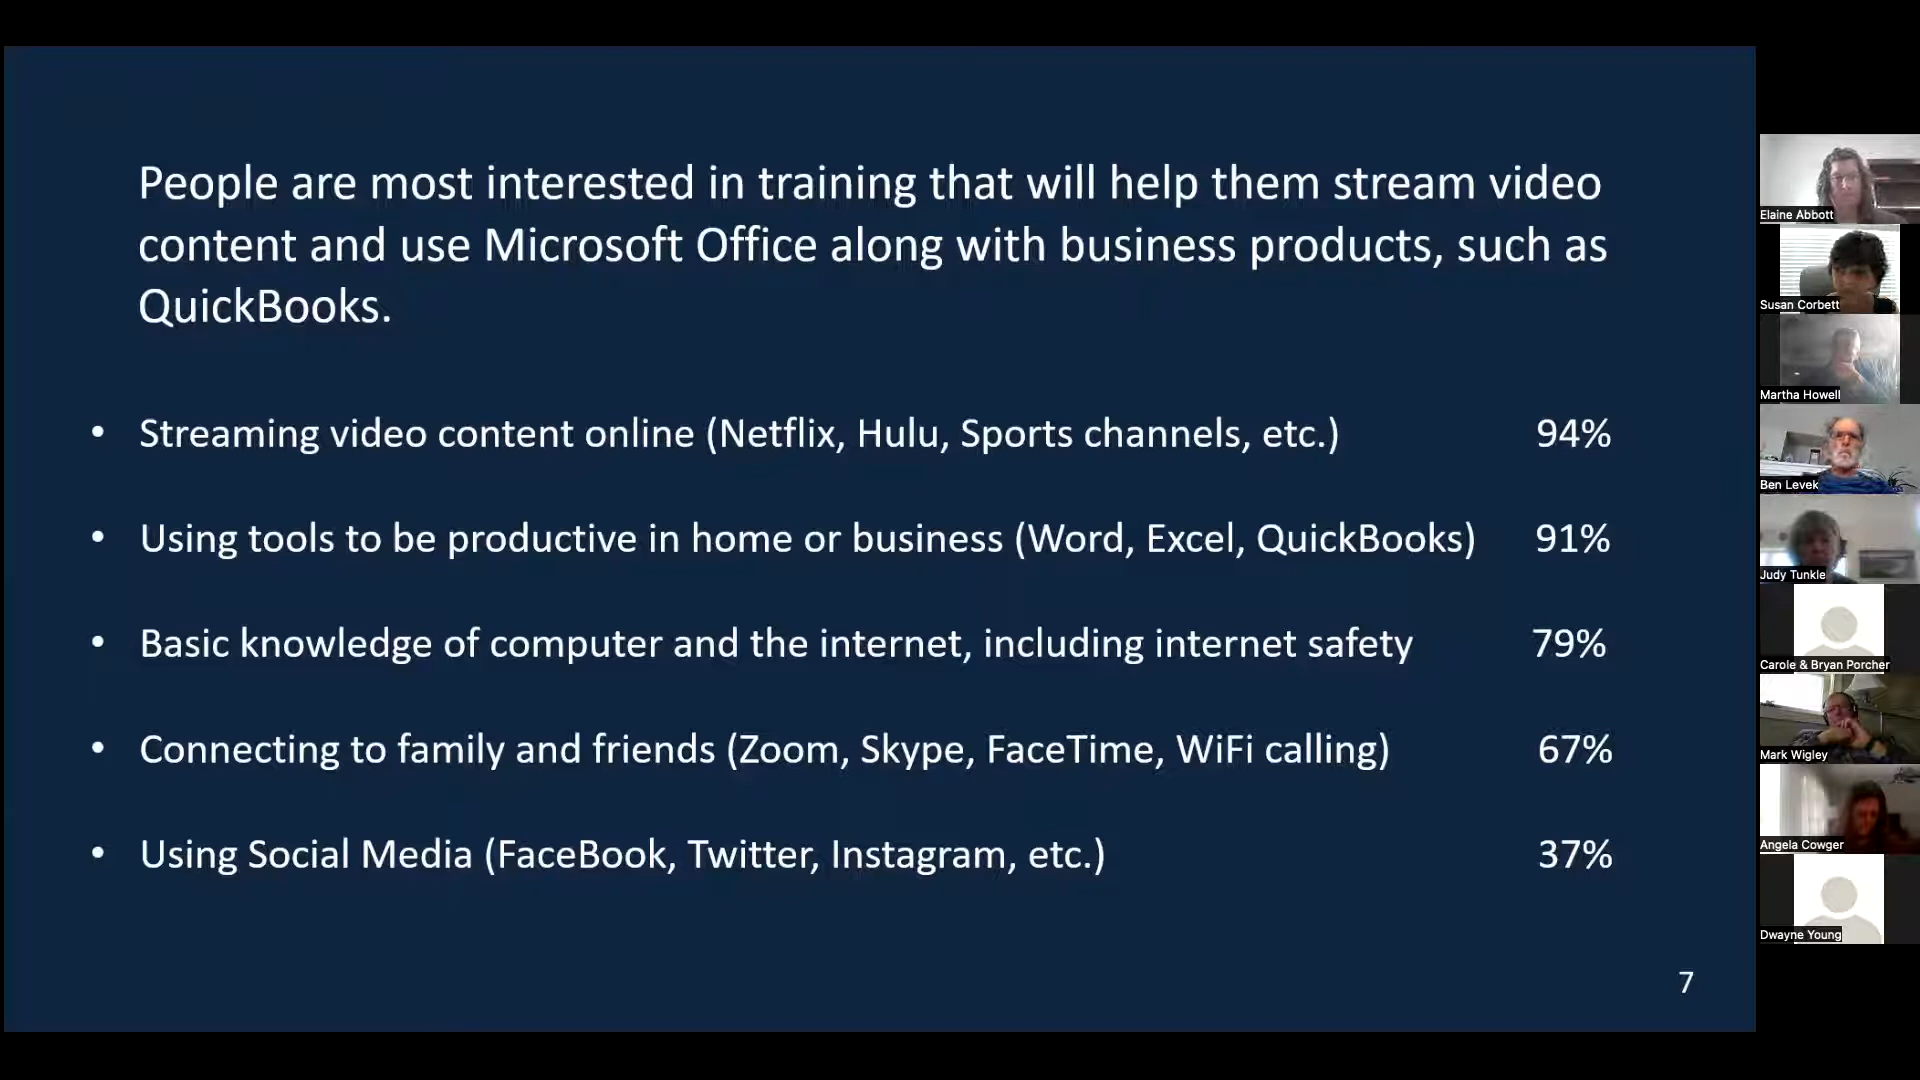 People are most interested in training that will help them stream video
content and use Microsoft Office along with business products, such as
QuickBooks.
• Streaming video content online (Netflix, Hulu, Sports channels, etc.) 94%
• Using tools to be productive in home or business (Word, Excel, QuickBooks) 91%
• Basic knowledge of computer and the internet, including internet safety 79%
• Connecting to family and friends (Zoom, Skype, FaceTime, WiFi calling) 67%
• Using Social Media (FaceBook, Twitter, Instagram, etc.) 37%
7
Elaine Abbott
Susan Corbett
Martha Howell
Ben Levek
Judy Tunkle
Carole & Bryan Porcher
Mark Wigley
Angela Cowger
Dwayne Young